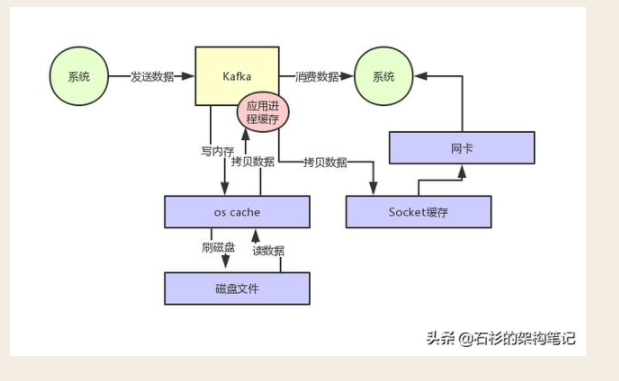 系统
发送数据
Kafka
消费数据
系统
应用进
程缓存
写内存
拷贝数据
拷贝数据
网卡
os cache
Socket缓存
刷磁盘
读数据
磁盘文件
头条 @石杉的架构笔记